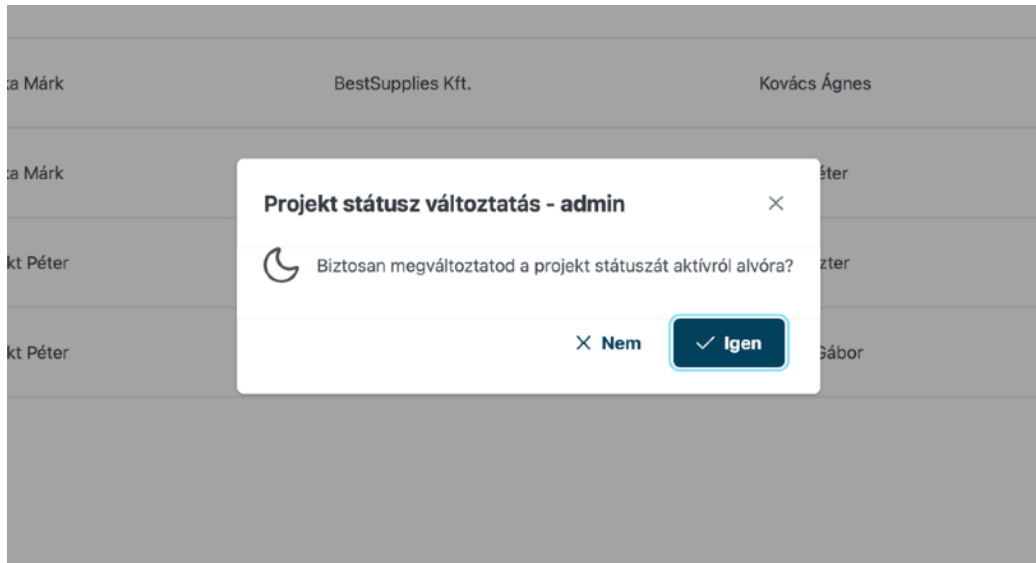 Márk BestSupplies Kft. Kovács Ágnes
Márk
Projekt státusz változtatás - admin
Péter
Biztosan megváltoztatod a projekt státuszát aktívról alvóra?
Péter
Nem Igen